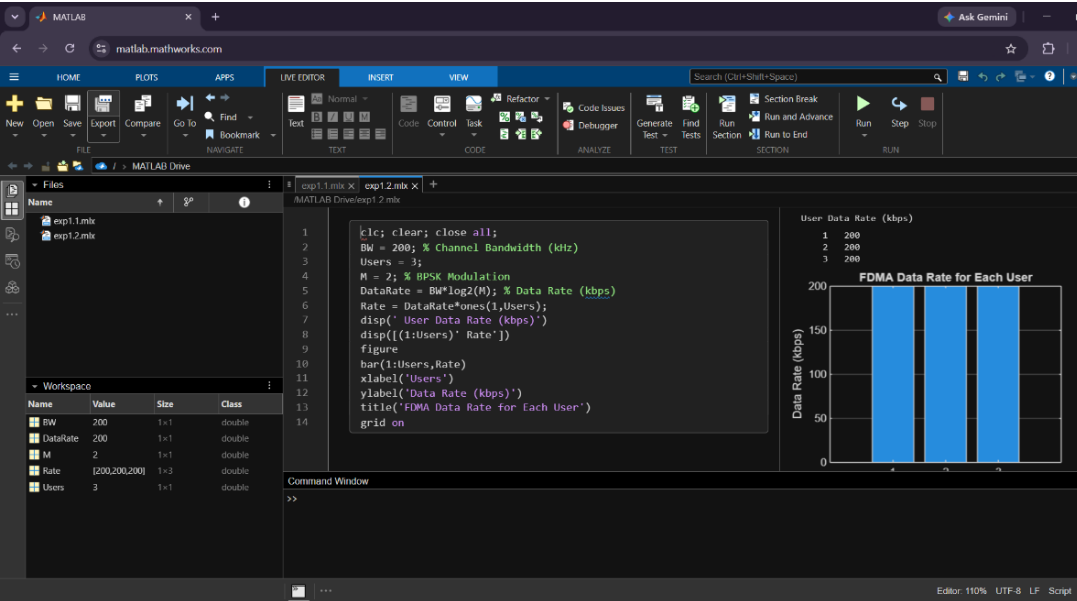 MATLAB
Ask Gemini
matlab.mathworks.com
HOME PLOTS APPS LIVE EDITOR INSERT VIEW
Search (Ctrl+Shift+Space)
New Open Save Export Compare Go To Find Bookmark
Text Aa Normal B I U M
Code Control Task Refactor
Code Issues
Debugger
Generate Test Find Tests
Run Section Section Break
Run and Advance
Run to End
Run Step Stop
FILE NAVIGATE TEXT CODE ANALYZE TEST SECTION RUN
/ › MATLAB Drive
Files
Name
exp1.1.mlx
exp1.2.mlx
Workspace
Name Value Size Class
BW 200 1×1 double
DataRate 200 1×1 double
M 2 1×1 double
Rate [200,200,200] 1×3 double
Users 3 1×1 double
exp1.1.mlx × exp1.2.mlx × +
/MATLAB Drive/exp1.2.mlx
1 clc; clear; close all;
2 BW = 200; % Channel Bandwidth (kHz)
3 Users = 3;
4 M = 2; % BPSK Modulation
5 DataRate = BW*log2(M); % Data Rate (kbps)
6 Rate = DataRate*ones(1,Users);
7 disp(' User Data Rate (kbps)')
8 disp([(1:Users)' Rate'])
9 figure
10 bar(1:Users,Rate)
11 xlabel('Users')
12 ylabel('Data Rate (kbps)')
13 title('FDMA Data Rate for Each User')
14 grid on
User Data Rate (kbps)
1 200
2 200
3 200
FDMA Data Rate for Each User
200
150
100
50
0
Data Rate (kbps)
Command Window
>>
Editor: 110% UTF-8 LF Script